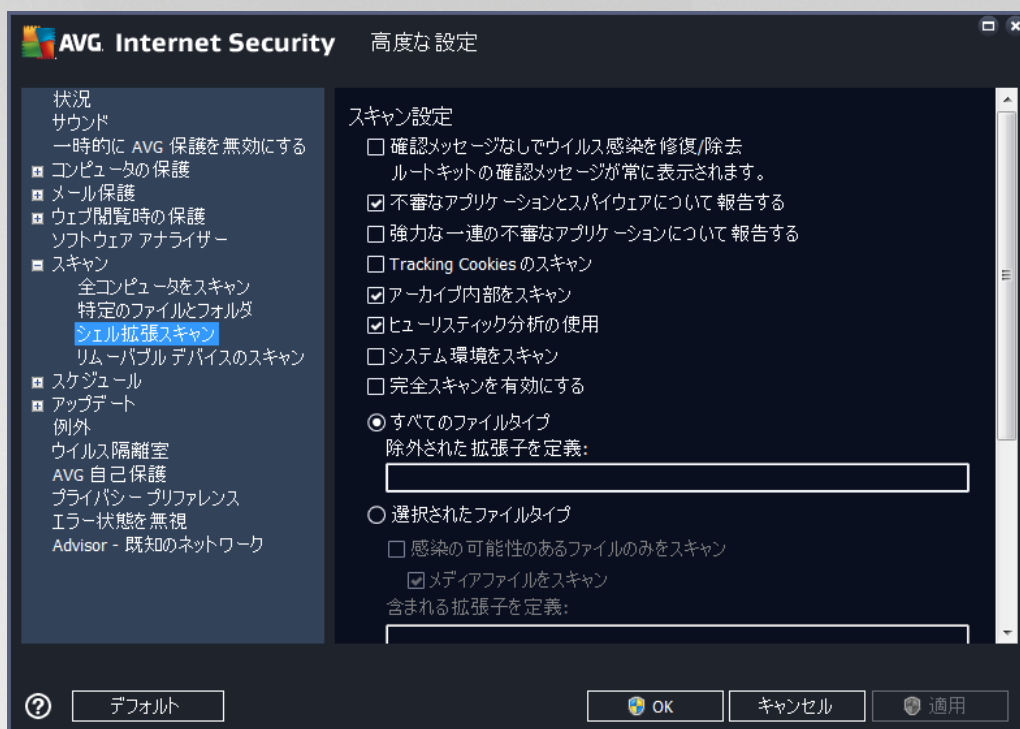 AVG. Internet Security 高度な設定
状況
サウンド
一時的に AVG 保護を無効にする
コンピュータの保護
メール保護
ウェブ閲覧時の保護
ソフトウェア アナライザー
スキャン
全コンピュータをスキャン
特定のファイルとフォルダ
シェル拡張スキャン
リムーバブル デバイスのスキャン
スケジュール
アップデート
例外
ウイルス隔離室
AVG 自己保護
プライバシー プリファレンス
エラー状態を無視
Advisor - 既知のネットワーク
スキャン設定
確認メッセージなしでウイルス感染を修復/除去
ルートキットの確認メッセージが常に表示されます。
不審なアプリケーションとスパイウェアについて報告する
強力な一連の不審なアプリケーションについて報告する
Tracking Cookies のスキャン
アーカイブ内部をスキャン
ヒューリスティック分析の使用
システム環境をスキャン
完全スキャンを有効にする
すべてのファイルタイプ
除外された拡張子を定義:
選択されたファイルタイプ
感染の可能性のあるファイルのみをスキャン
メディアファイルをスキャン
含まれる拡張子を定義:
デフォルト
OK
キャンセル
適用